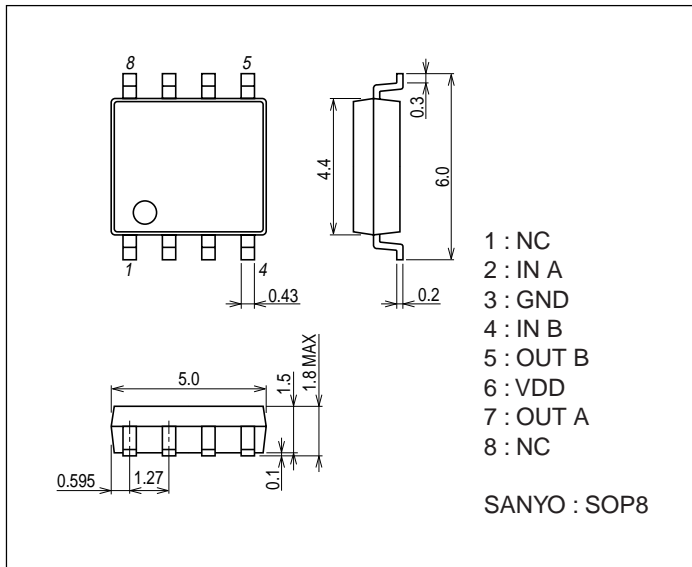 8
5
4.4
0.3
6.0
1
4
0.43
0.2
5.0
1.5
1.8 MAX
0.595
1.27
0.1
1 : NC
2 : IN A
3 : GND
4 : IN B
5 : OUT B
6 : VDD
7 : OUT A
8 : NC
SANYO : SOP8